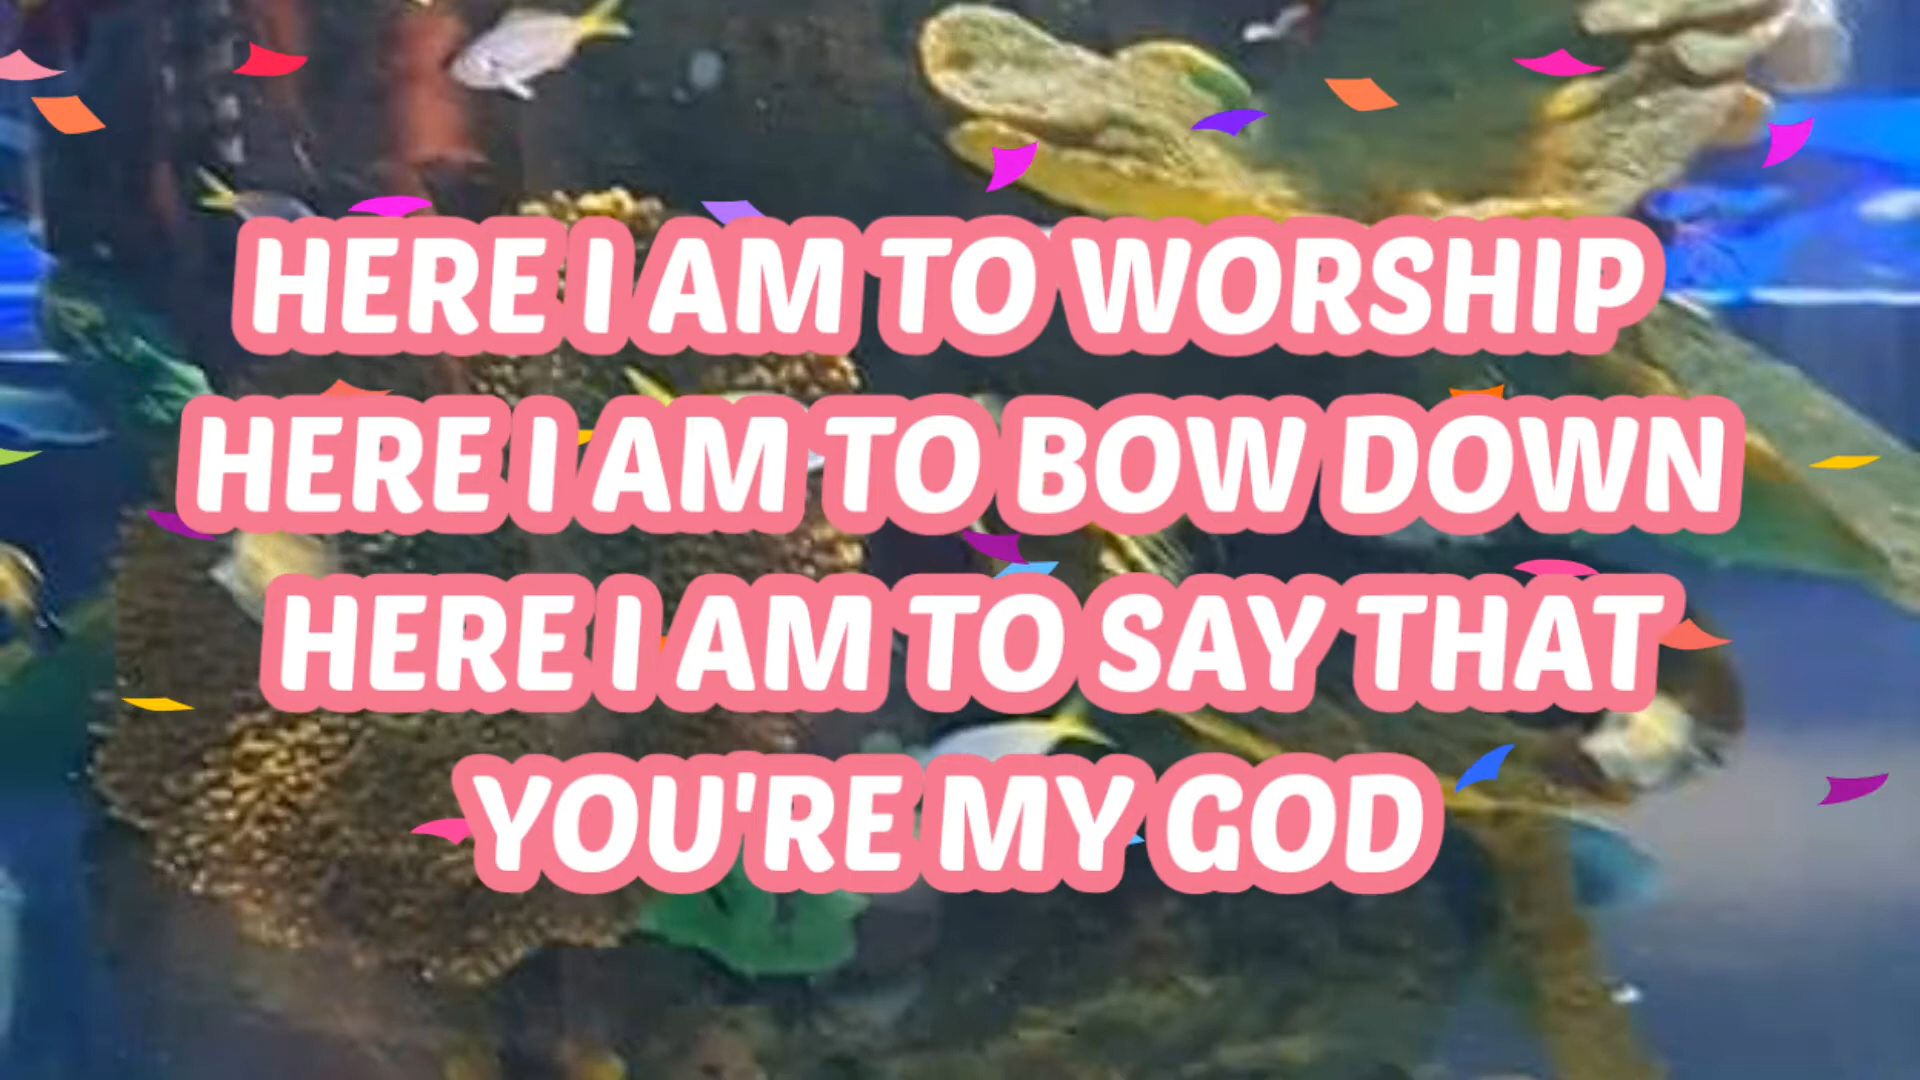 HERE I AM TO WORSHIP
HERE I AM TO BOW DOWN
HERE I AM TO SAY THAT
YOU'RE MY GOD